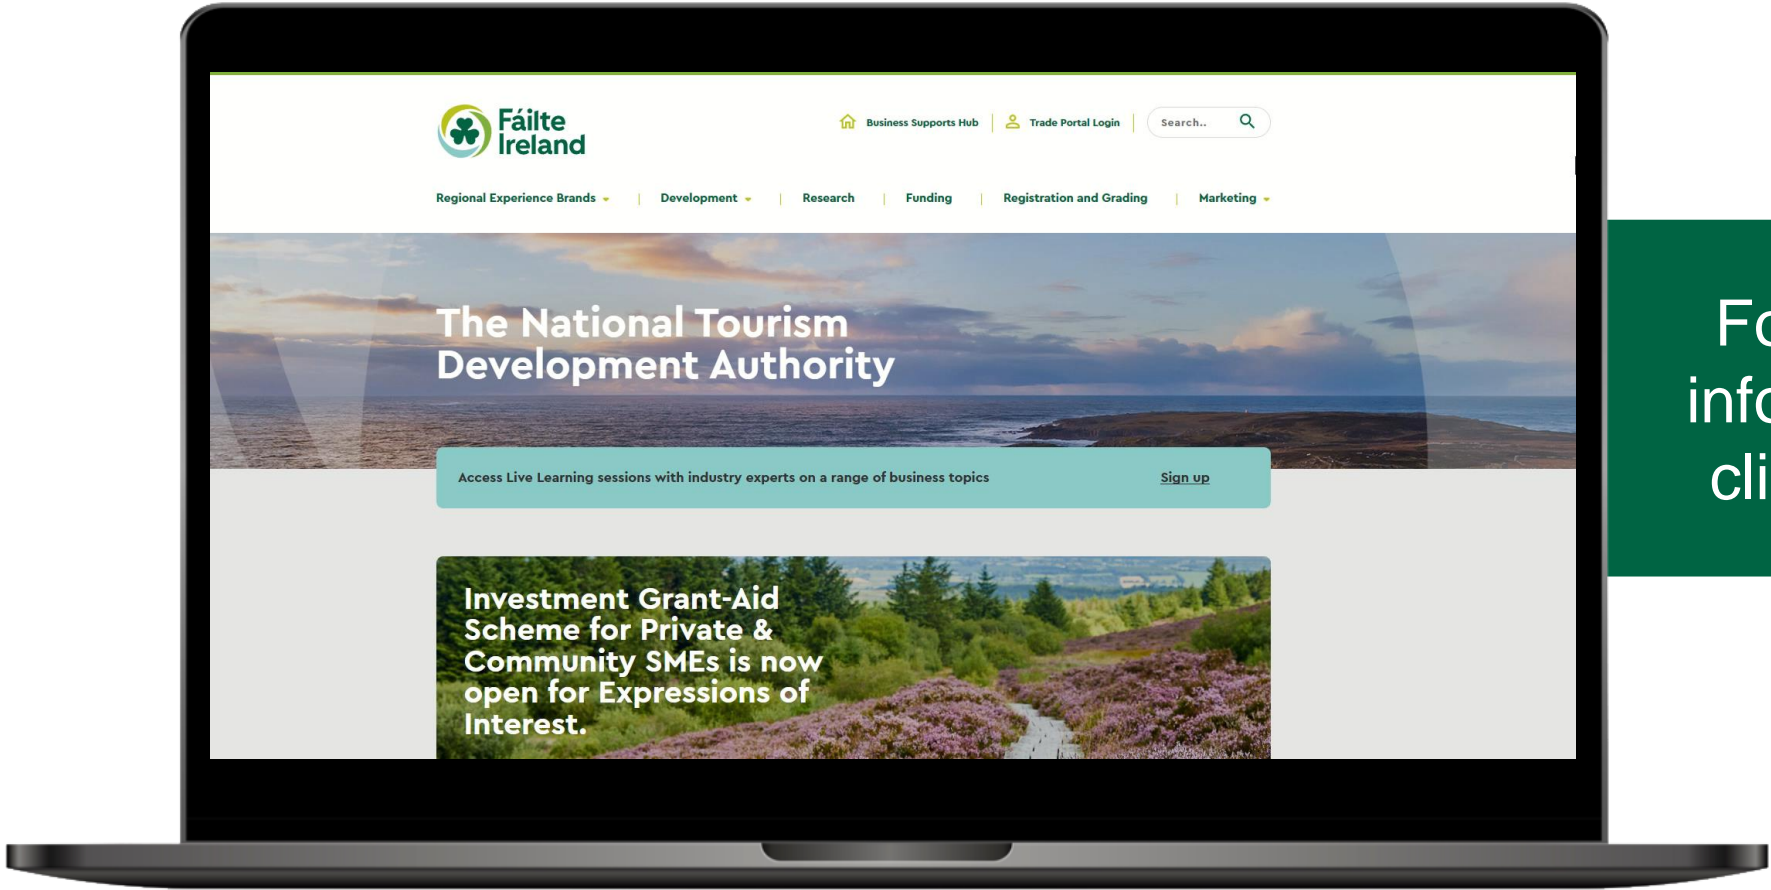 Fáilte
Ireland
Business Supports Hub
Trade Portal Login
Search..
Regional Experience Brands
Development
Research
Funding
Registration and Grading
Marketing
The National Tourism
Development Authority
Access Live Learning sessions with industry experts on a range of business topics
Sign up
Investment Grant-Aid
Scheme for Private &
Community SMEs is now
open for Expressions of
Interest.